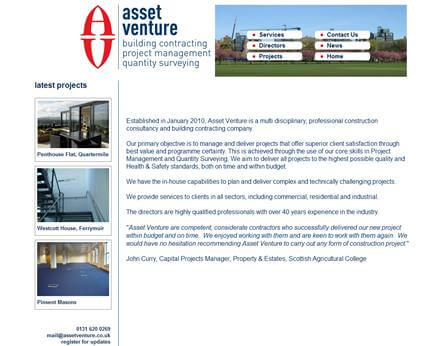 asset
venture
building contracting
project management
quantity surveying
Services
Contact Us
Directors
News
Projects
Home
latest projects
Penthouse Flat, Quartermile
Westcott House, Ferrymuir
Pinsent Masons
0131 620 0269
mail@assetventure.co.uk
register for updates
Established in January 2010, Asset Venture is a multi disciplinary, professional construction
consultancy and building contracting company.
Our primary objective is to manage and deliver projects that offer superior client satisfaction through
best value and programme certainty. This is achieved through the use of our core skills in Project
Management and Quantity Surveying. We aim to deliver all projects to the highest possible quality and
Health & Safety standards, both on time and within budget.
We have the in-house capabilities to plan and deliver complex and technically challenging projects.
We provide services to clients in all sectors, including commercial, residential and industrial.
The directors are highly qualified professionals with over 40 years experience in the industry.
"Asset Venture are competent, considerate contractors who successfully delivered our new project
within budget and on time. We enjoyed working with them and are keen to work with them again. We
would have no hesitation recommending Asset Venture to carry out any form of construction project."
John Curry, Capital Projects Manager, Property & Estates, Scottish Agricultural College